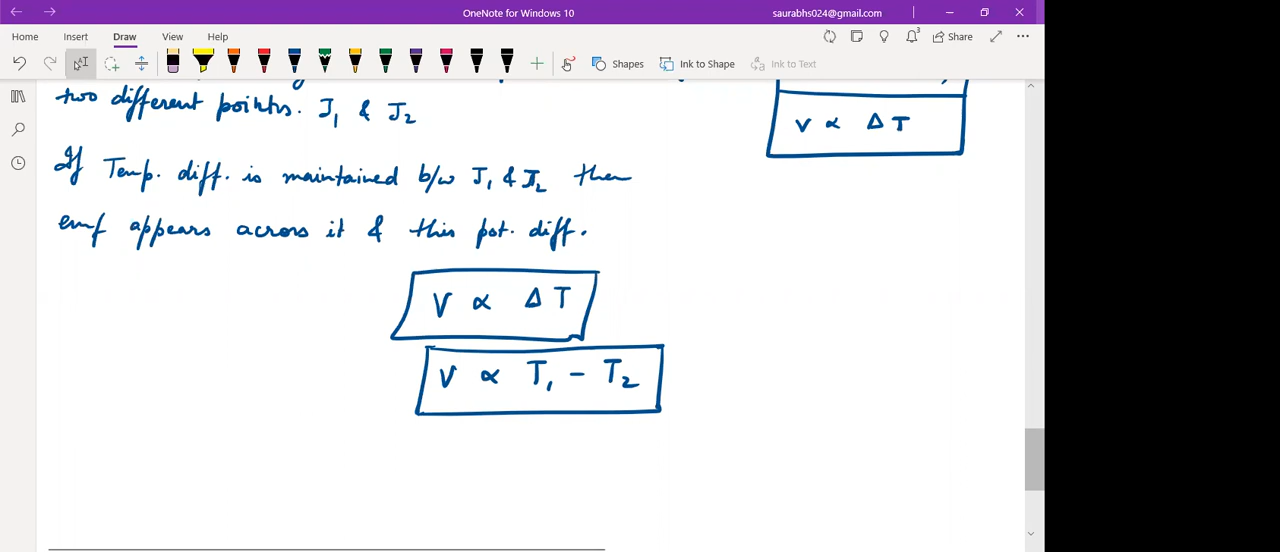 OneNote for Windows 10
saurabhs024@gmail.com
Home Insert Draw View Help
3 Share
Shapes Ink to Shape Ink to Text
two different points. J1 & J2
V ∝ ΔT
If Temp. diff. is maintained b/w J1 & J2 then
emf appears across it & this pot. diff.
V ∝ ΔT
V ∝ T1 - T2